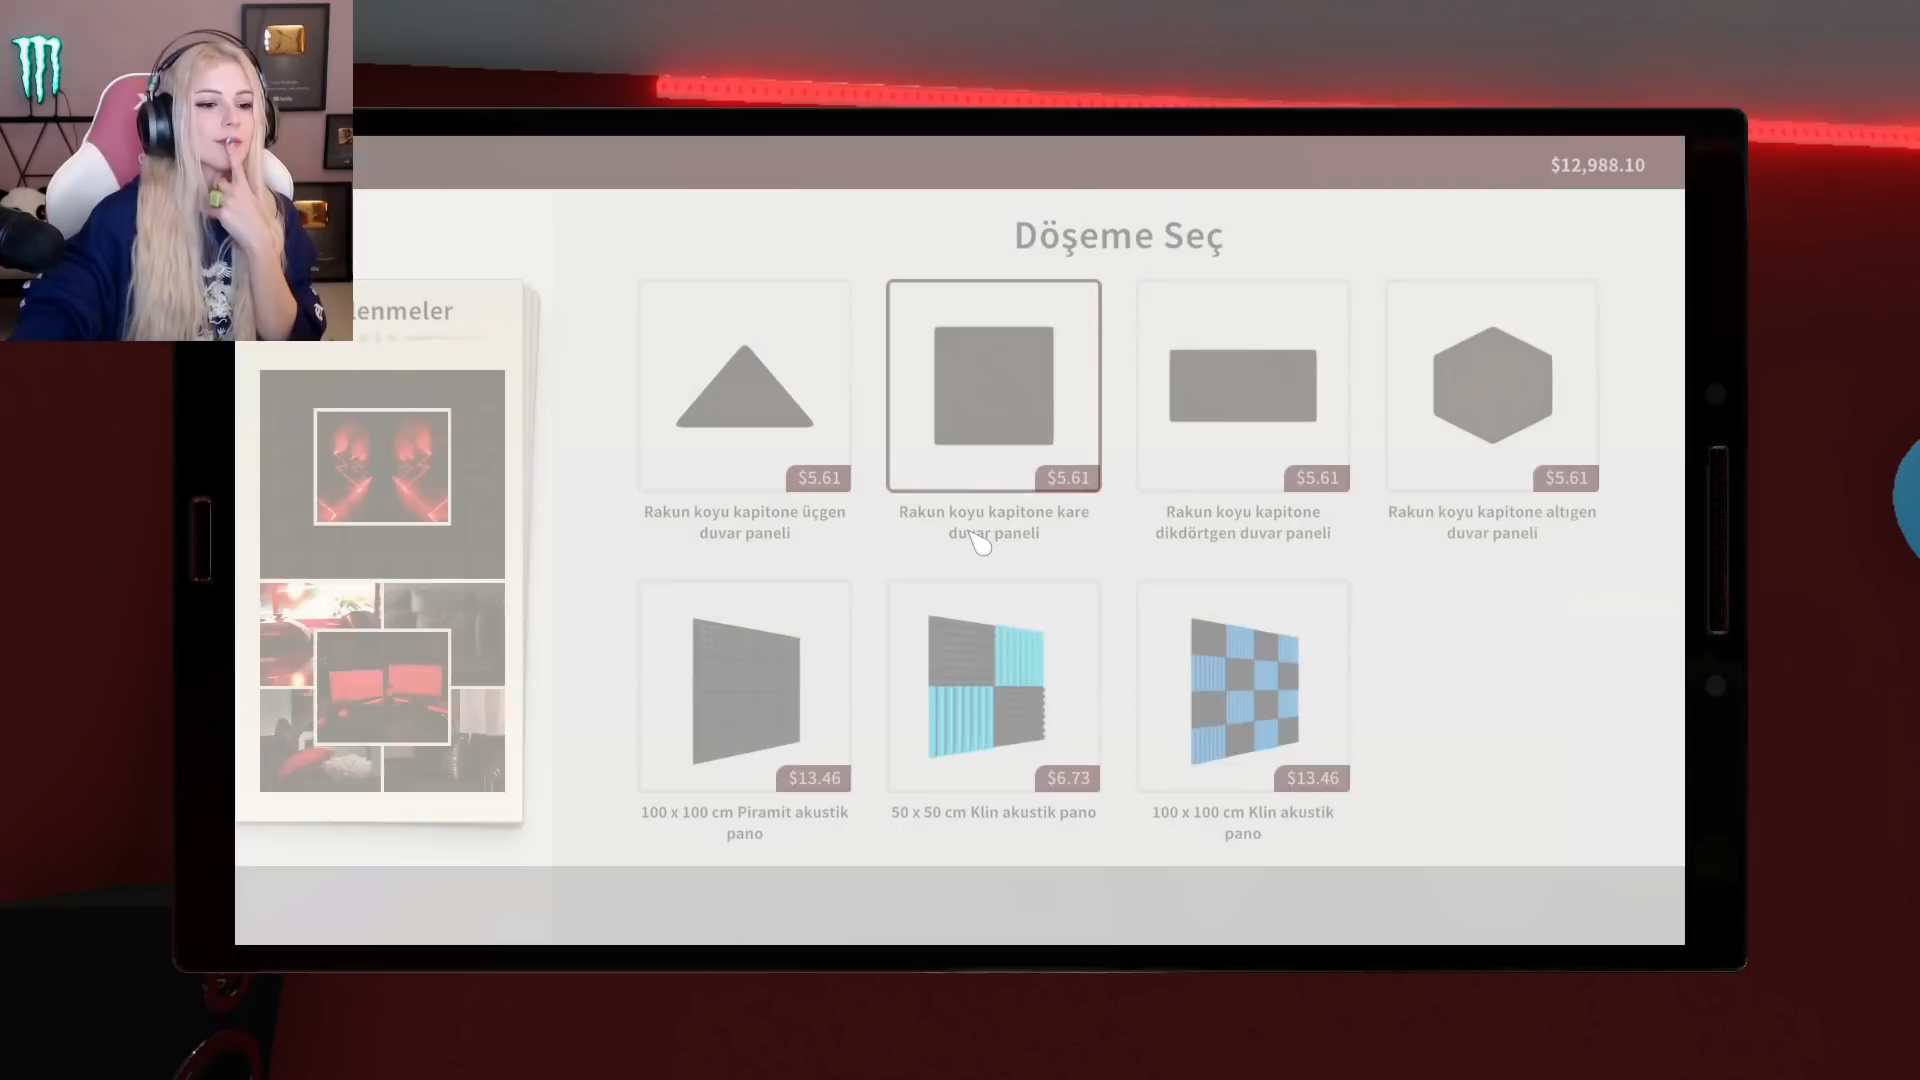 $12,988.10
Döşeme Seç
lenmeler
$5.61
$5.61
$5.61
$5.61
Rakun koyu kapitone üçgen
duvar paneli
Rakun koyu kapitone kare
duvar paneli
Rakun koyu kapitone
dikdörtgen duvar paneli
Rakun koyu kapitone altıgen
duvar paneli
$13.46
$6.73
$13.46
100 x 100 cm Piramit akustik
pano
50 x 50 cm Klin akustik pano
100 x 100 cm Klin akustik
pano